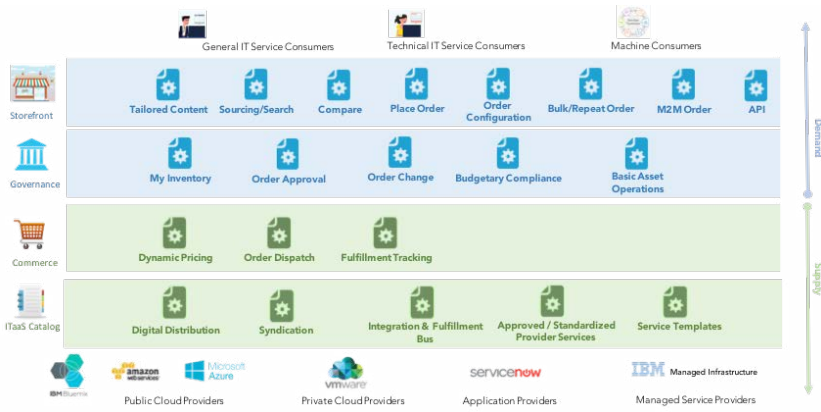 General IT Service Consumers
Technical IT Service Consumers
Machine Consumers
Storefront
Tailored Content
Sourcing/Search
Compare
Place Order
Order
Configuration
Bulk/Repeat Order
M2M Order
API
Demand
Governance
My Inventory
Order Approval
Order Change
Budgetary Compliance
Basic Asset
Operations
Commerce
Dynamic Pricing
Order Dispatch
Fulfillment Tracking
Supply
ITaaS Catalog
Digital Distribution
Syndication
Integration & Fulfillment
Bus
Approved / Standardized
Provider Services
Service Templates
IBM Bluemix
amazon
webservices
Microsoft
Azure
vmware
servicenow
IBM Managed Infrastructure
Public Cloud Providers
Private Cloud Providers
Application Providers
Managed Service Providers